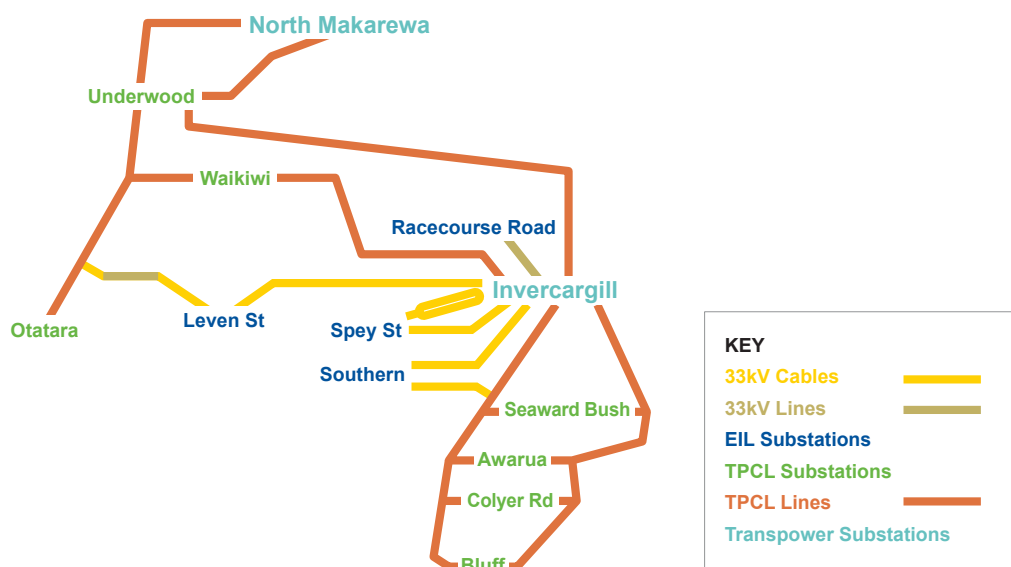 North Makarewa
Underwood
Waikiwi
Racecourse Road
Invercargill
Leven St
Spey St
Otatara
Southern
Seaward Bush
Awarua
Colyer Rd
Bluff
KEY
33kV Cables
33kV Lines
EIL Substations
TPCL Substations
TPCL Lines
Transpower Substations